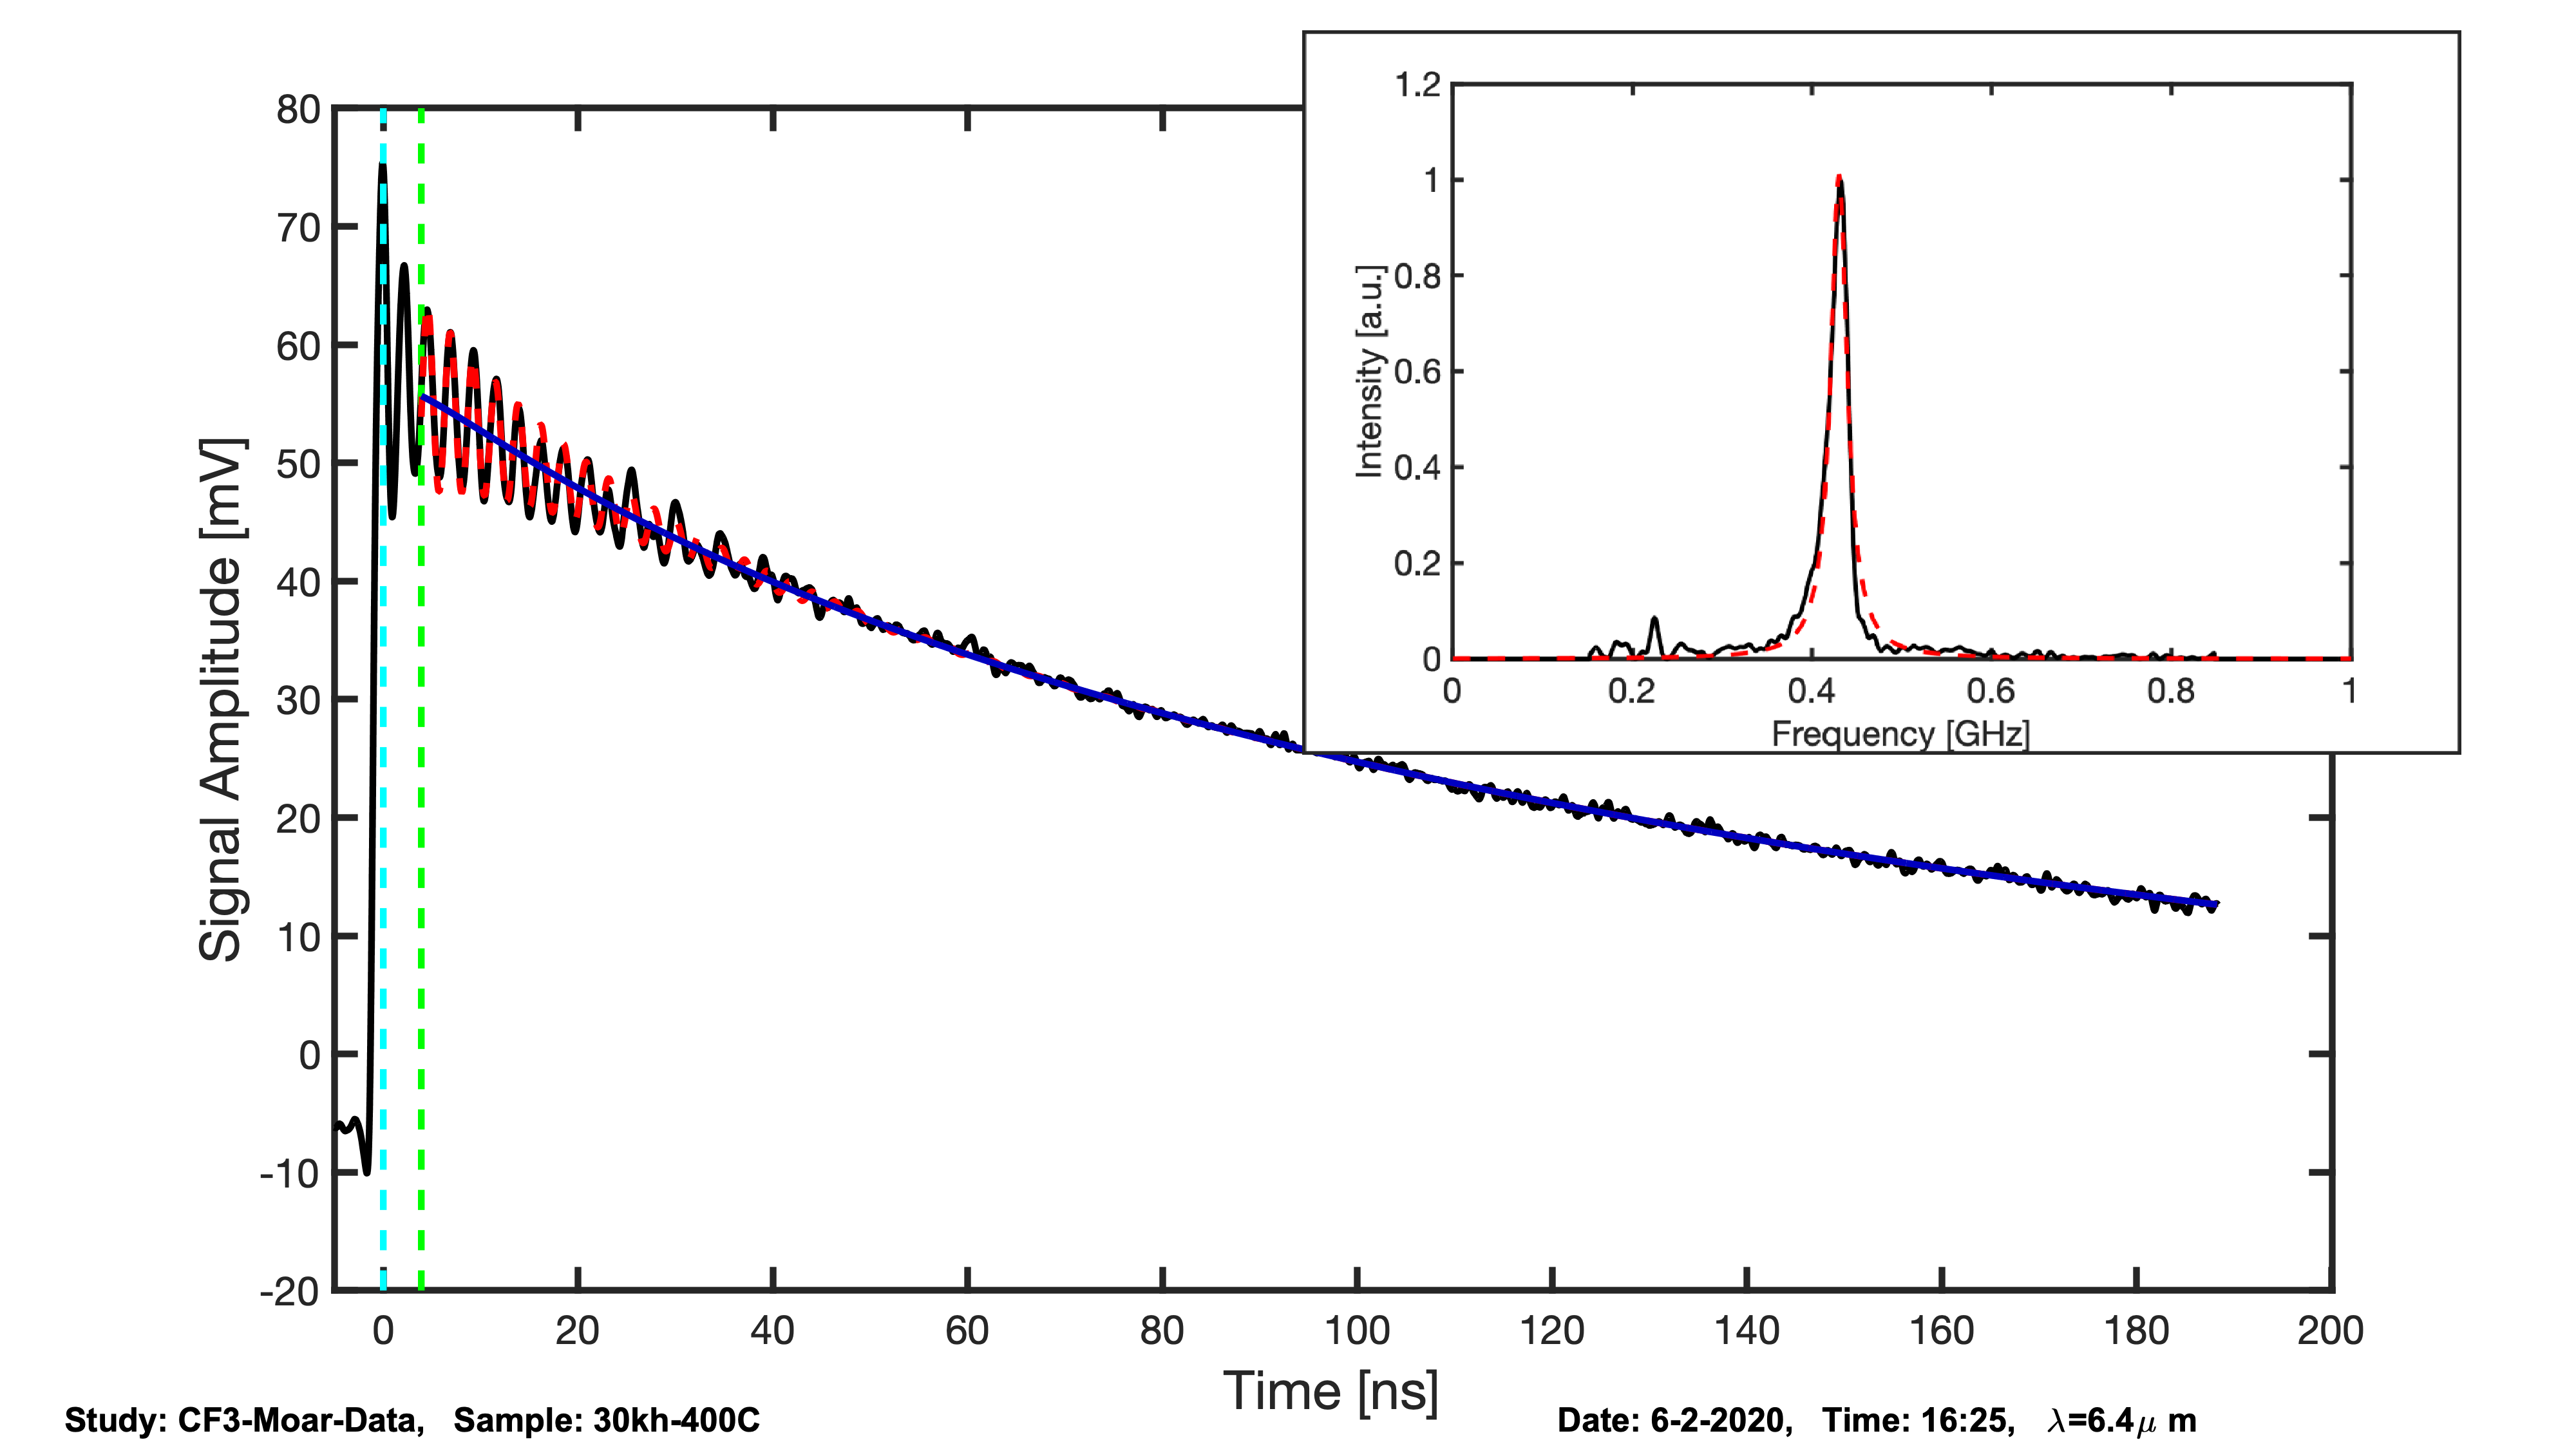 1.2
1
0.8
0.6
0.4
0.2
0
Intensity [a.u.]
0 0.2 0.4 0.6 0.8 1
Frequency [GHz]
80
70
60
50
40
30
20
10
0
-10
-20
Signal Amplitude [mV]
0 20 40 60 80 100 120 140 160 180 200
Time [ns]
Study: CF3-Moar-Data, Sample: 30kh-400C
Date: 6-2-2020, Time: 16:25, λ=6.4μ m